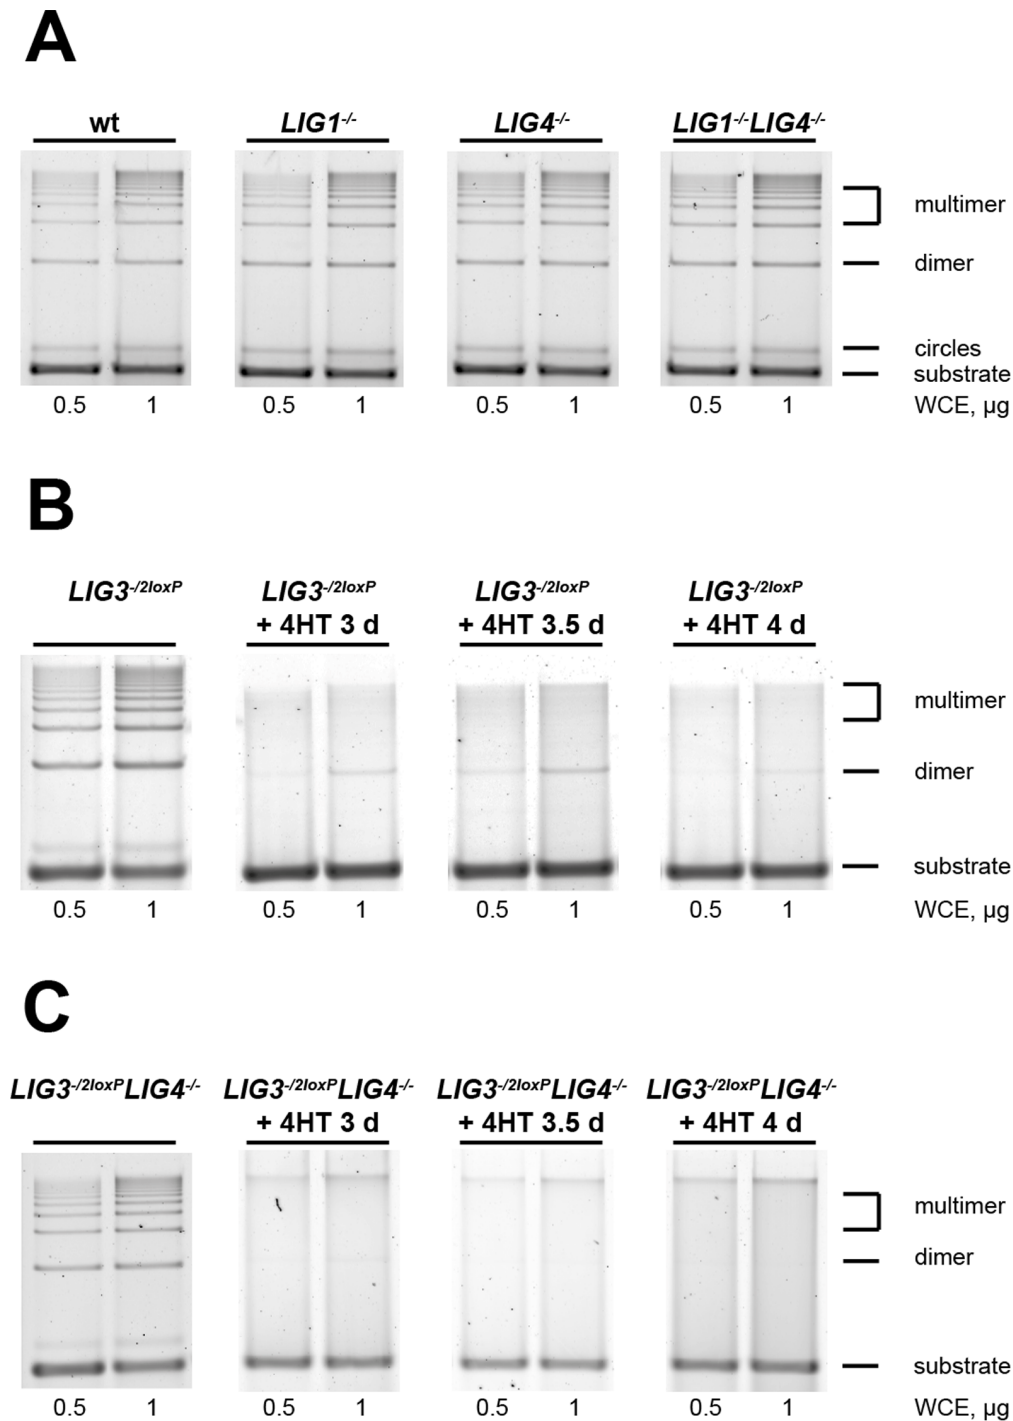 A
wt LIG1-/- LIG4-/- LIG1-/-LIG4-/-
multimer
dimer
circles
substrate
0.5 1 0.5 1 0.5 1 0.5 1 WCE, µg
B
LIG3-/2loxP LIG3-/2loxP LIG3-/2loxP LIG3-/2loxP
+ 4HT 3 d + 4HT 3.5 d + 4HT 4 d
multimer
dimer
substrate
0.5 1 0.5 1 0.5 1 0.5 1 WCE, µg
C
LIG3-/2loxPLIG4-/- LIG3-/2loxPLIG4-/- LIG3-/2loxPLIG4-/- LIG3-/2loxPLIG4-/-
+ 4HT 3 d + 4HT 3.5 d + 4HT 4 d
multimer
dimer
substrate
0.5 1 0.5 1 0.5 1 0.5 1 WCE, µg